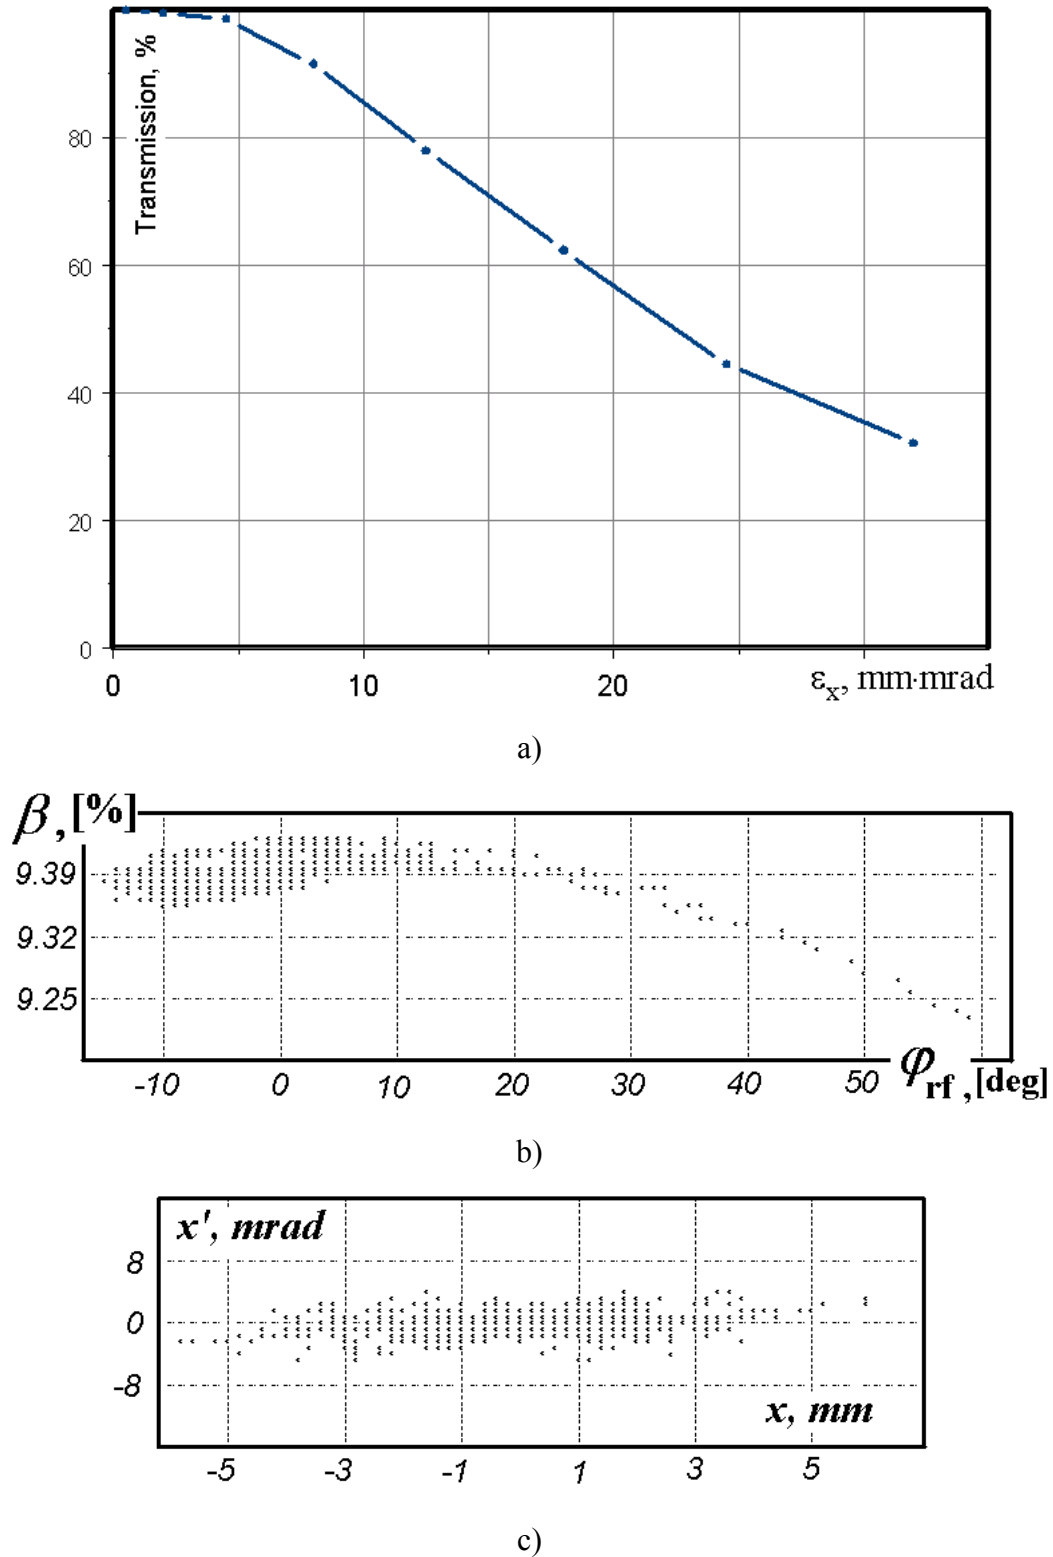 Transmission, %
80
60
40
20
0
0 10 20 εx, mm·mrad
a)
β, [%]
9.39
9.32
9.25
-10 0 10 20 30 40 50 φrf, [deg]
b)
x', mrad
8
0
-8
x, mm
-5 -3 -1 1 3 5
c)